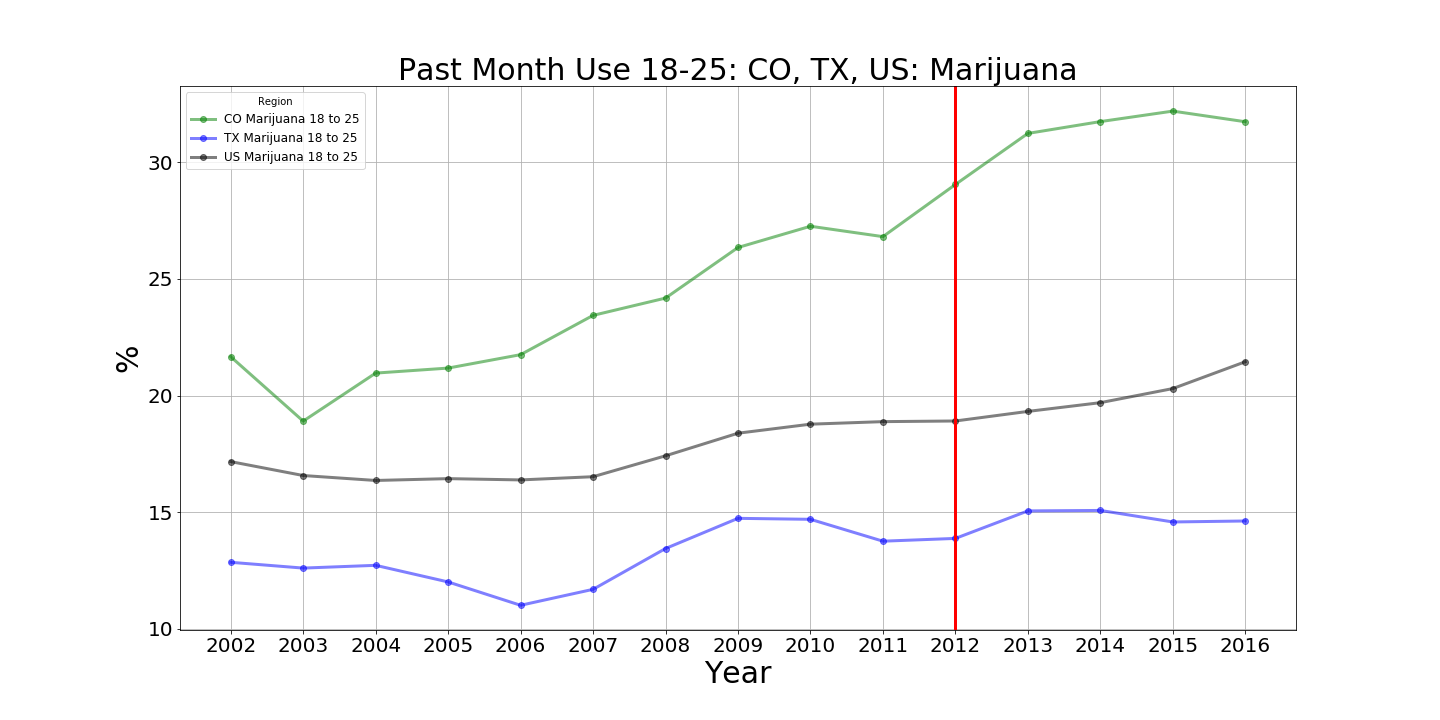 Past Month Use 18-25: CO, TX, US: Marijuana
Region
CO Marijuana 18 to 25
TX Marijuana 18 to 25
US Marijuana 18 to 25
30
25
20
15
10
%
2002 2003 2004 2005 2006 2007 2008 2009 2010 2011 2012 2013 2014 2015 2016
Year